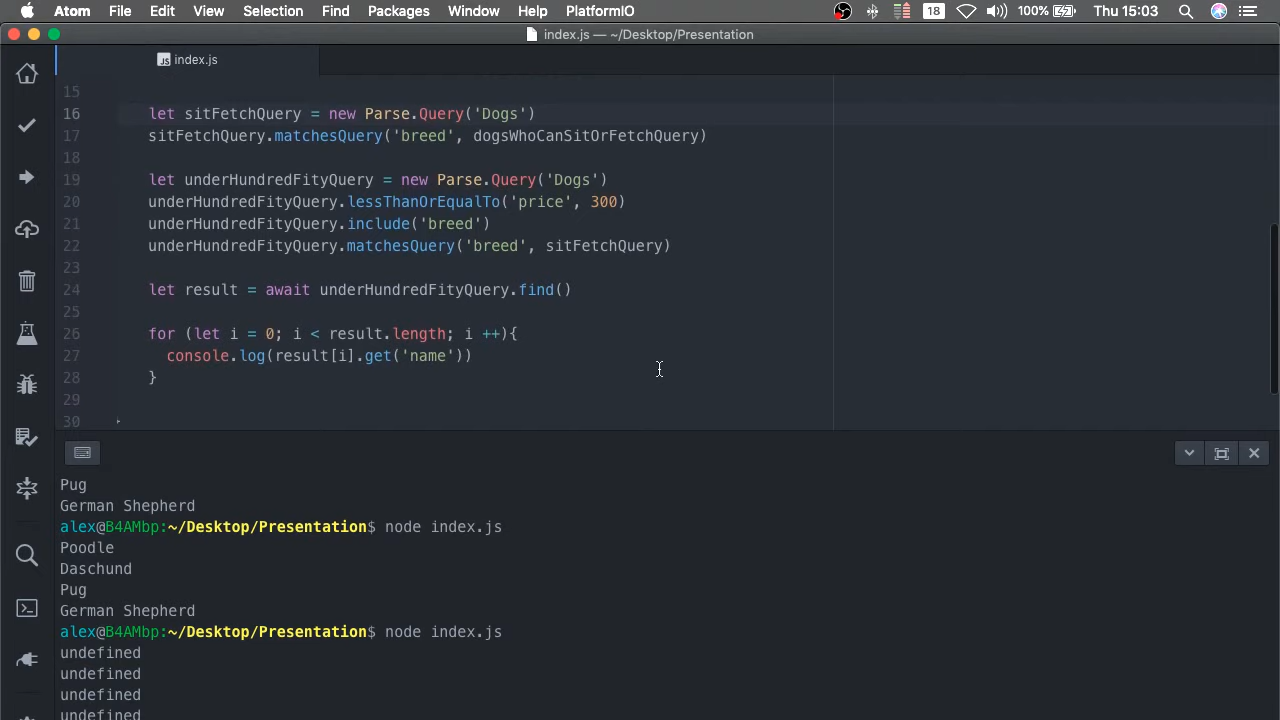 Atom File Edit View Selection Find Packages Window Help PlatformIO 18 100% Thu 15:03
index.js — ~/Desktop/Presentation
index.js
15
16 let sitFetchQuery = new Parse.Query('Dogs')
17 sitFetchQuery.matchesQuery('breed', dogsWhoCanSitOrFetchQuery)
18
19 let underHundredFityQuery = new Parse.Query('Dogs')
20 underHundredFityQuery.lessThanOrEqualTo('price', 300)
21 underHundredFityQuery.include('breed')
22 underHundredFityQuery.matchesQuery('breed', sitFetchQuery)
23
24 let result = await underHundredFityQuery.find()
25
26 for (let i = 0; i < result.length; i ++){
27 console.log(result[i].get('name'))
28 }
29
30
Pug
German Shepherd
alex@B4AMbp:~/Desktop/Presentation$ node index.js
Poodle
Daschund
Pug
German Shepherd
alex@B4AMbp:~/Desktop/Presentation$ node index.js
undefined
undefined
undefined
undefined